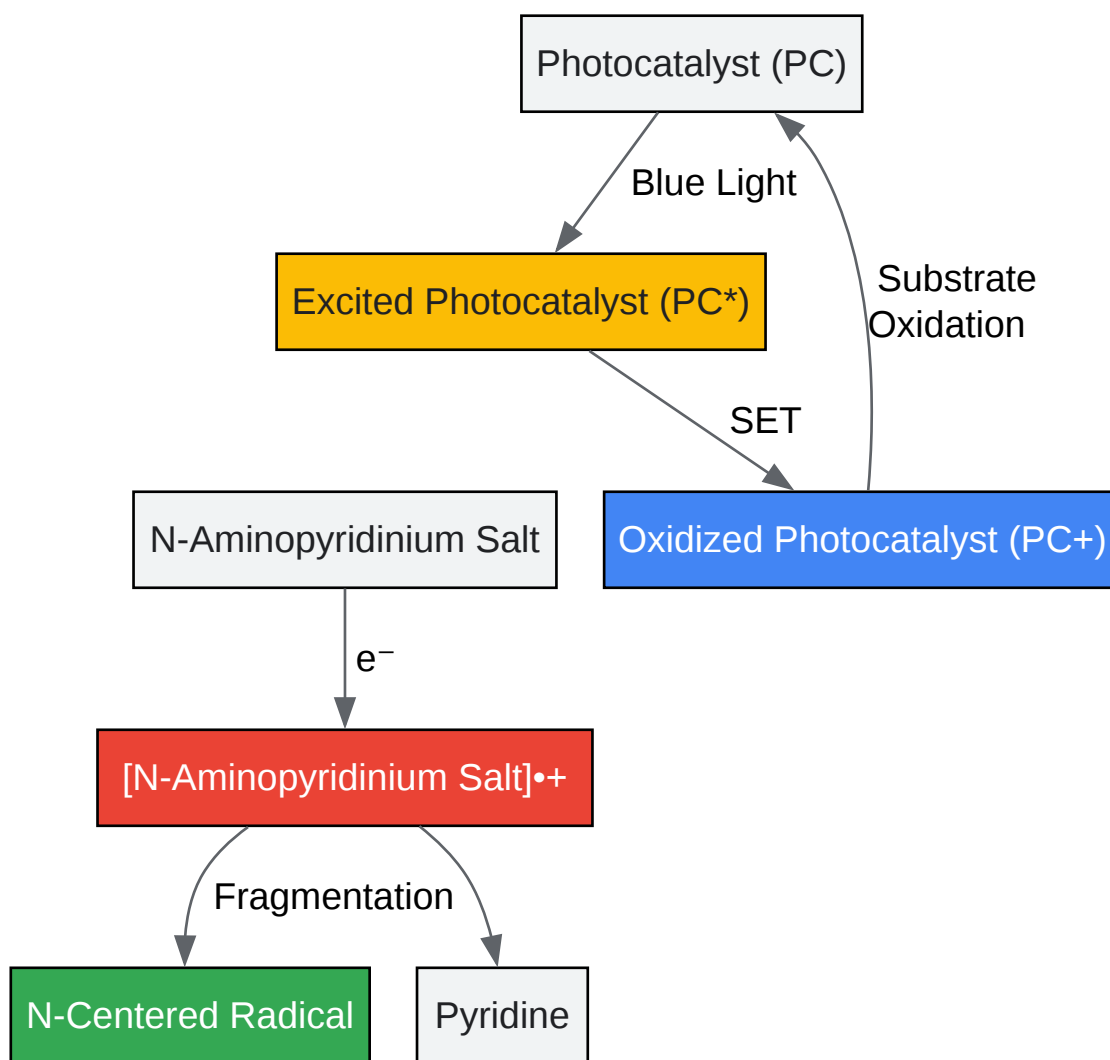 Photocatalyst (PC)
Blue Light
Excited Photocatalyst (PC*)
Substrate
Oxidation
SET
N-Aminopyridinium Salt
Oxidized Photocatalyst (PC+)
e⁻
[N-Aminopyridinium Salt]•+
Fragmentation
N-Centered Radical
Pyridine